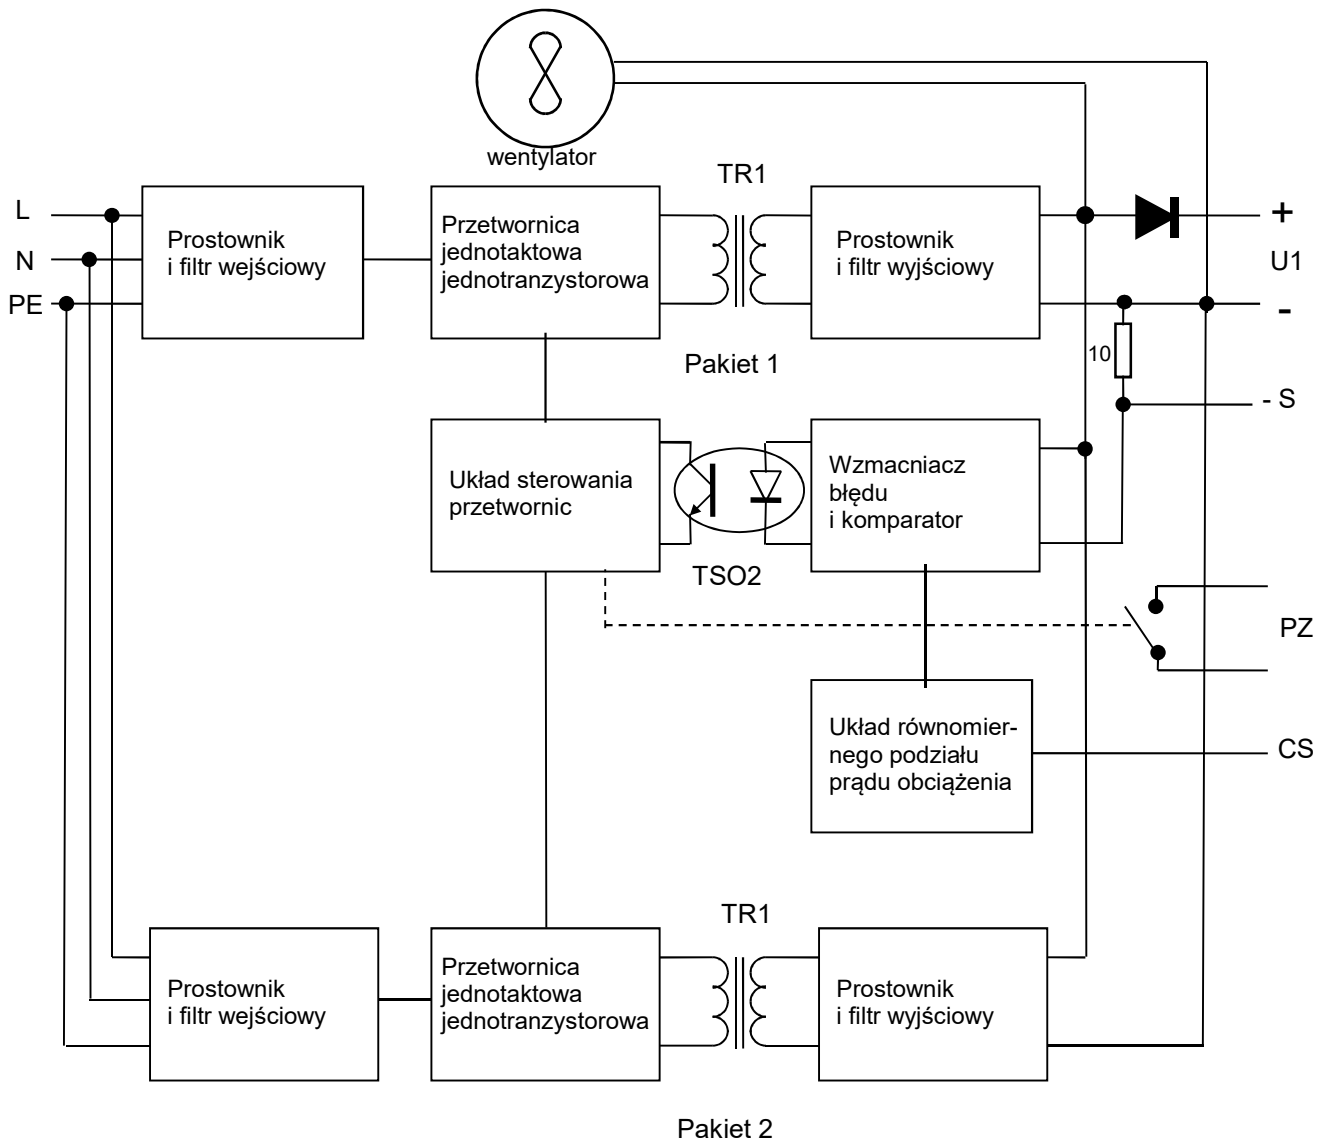 wentylator
TR1
L
N
PE
Prostownik
i filtr wejściowy
Przetwornica
jednotaktowa
jednotranzystorowa
Prostownik
i filtr wyjściowy
+
U1
-
10
Pakiet 1
- S
Układ sterowania
przetwornic
TSO2
Wzmacniacz
błędu
i komparator
PZ
Układ równomier-
nego podziału
prądu obciążenia
CS
TR1
Prostownik
i filtr wejściowy
Przetwornica
jednotaktowa
jednotranzystorowa
Prostownik
i filtr wyjściowy
Pakiet 2